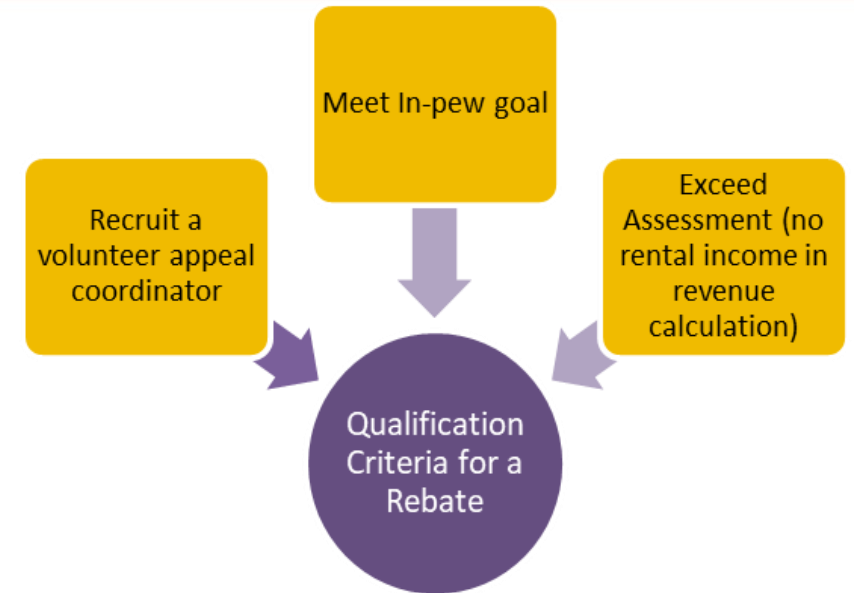 Meet In-pew goal
Recruit a
volunteer appeal
coordinator
Exceed
Assessment (no
rental income in
revenue
calculation)
Qualification
Criteria for a
Rebate